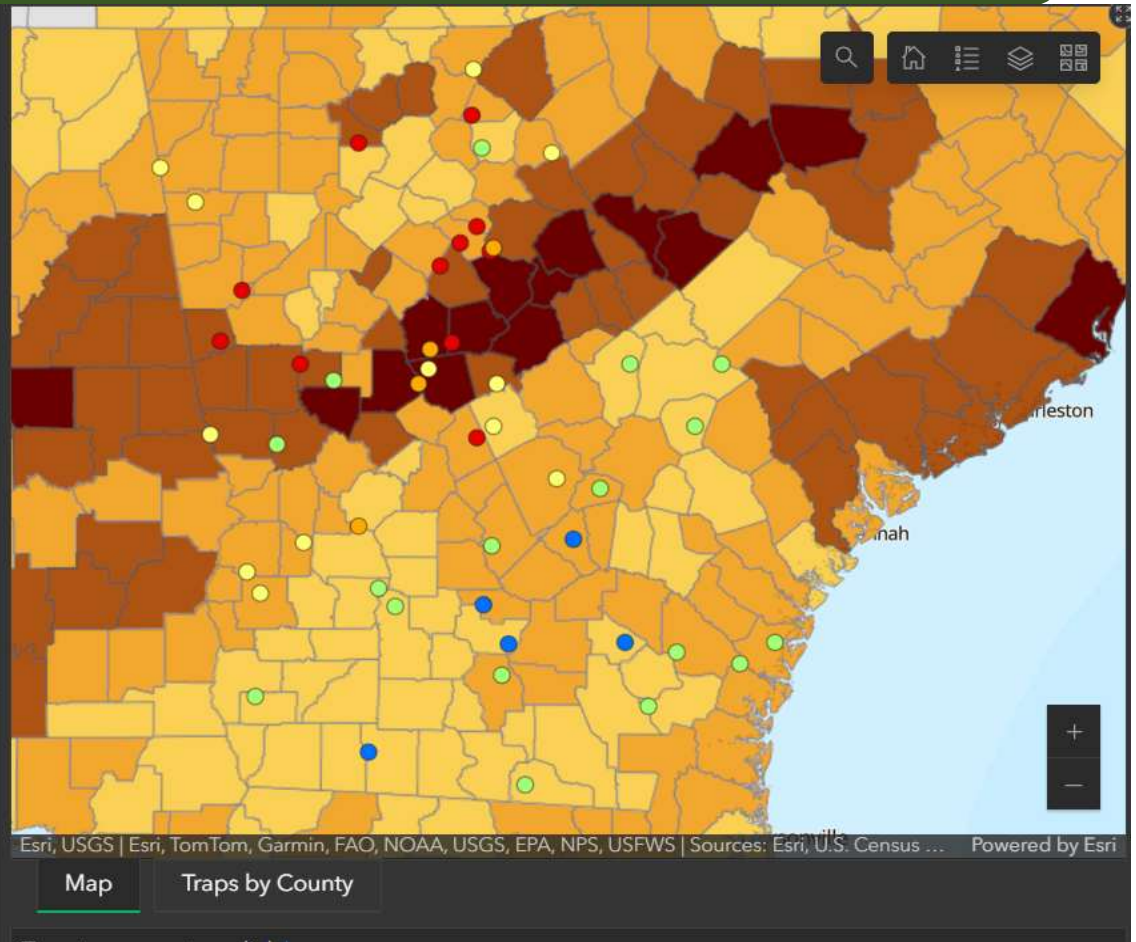 rleston
nah
Esri, USGS | Esri, TomTom, Garmin, FAO, NOAA, USGS, EPA, NPS, USFWS | Sources: Esri, U.S. Census ... Powered by Esri
Map
Traps by County